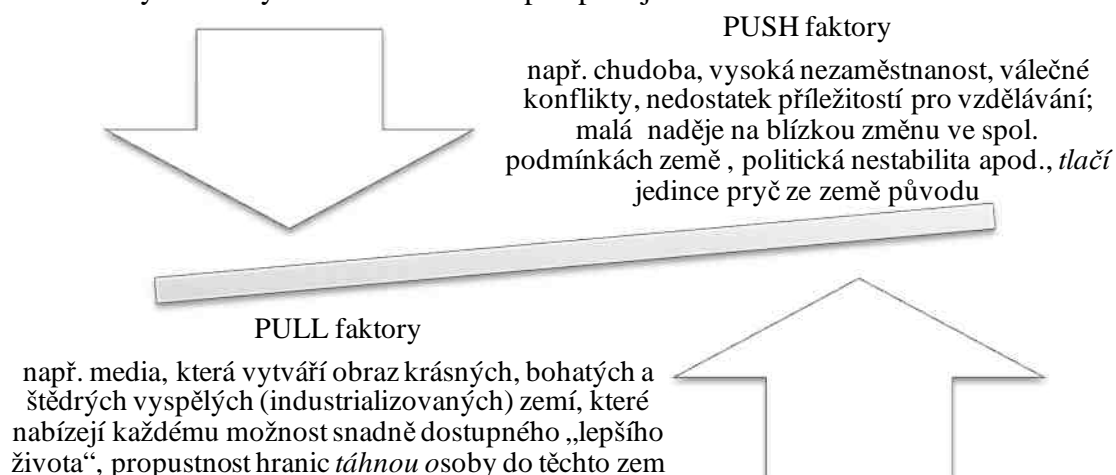 PUSH faktory
např. chudoba, vysoká nezaměstnanost, válečné
konflikty, nedostatek příležitostí pro vzdělávání;
malá naděje na blízkou změnu ve spol.
podmínkách země , politická nestabilita apod., tlačí
jedince pryč ze země původu
PULL faktory
např. media, která vytváří obraz krásných, bohatých a
štědrých vyspělých (industrializovaných) zemí, které
nabízejí každému možnost snadně dostupného „lepšího
života“, propustnost hranic táhnou osoby do těchto zem